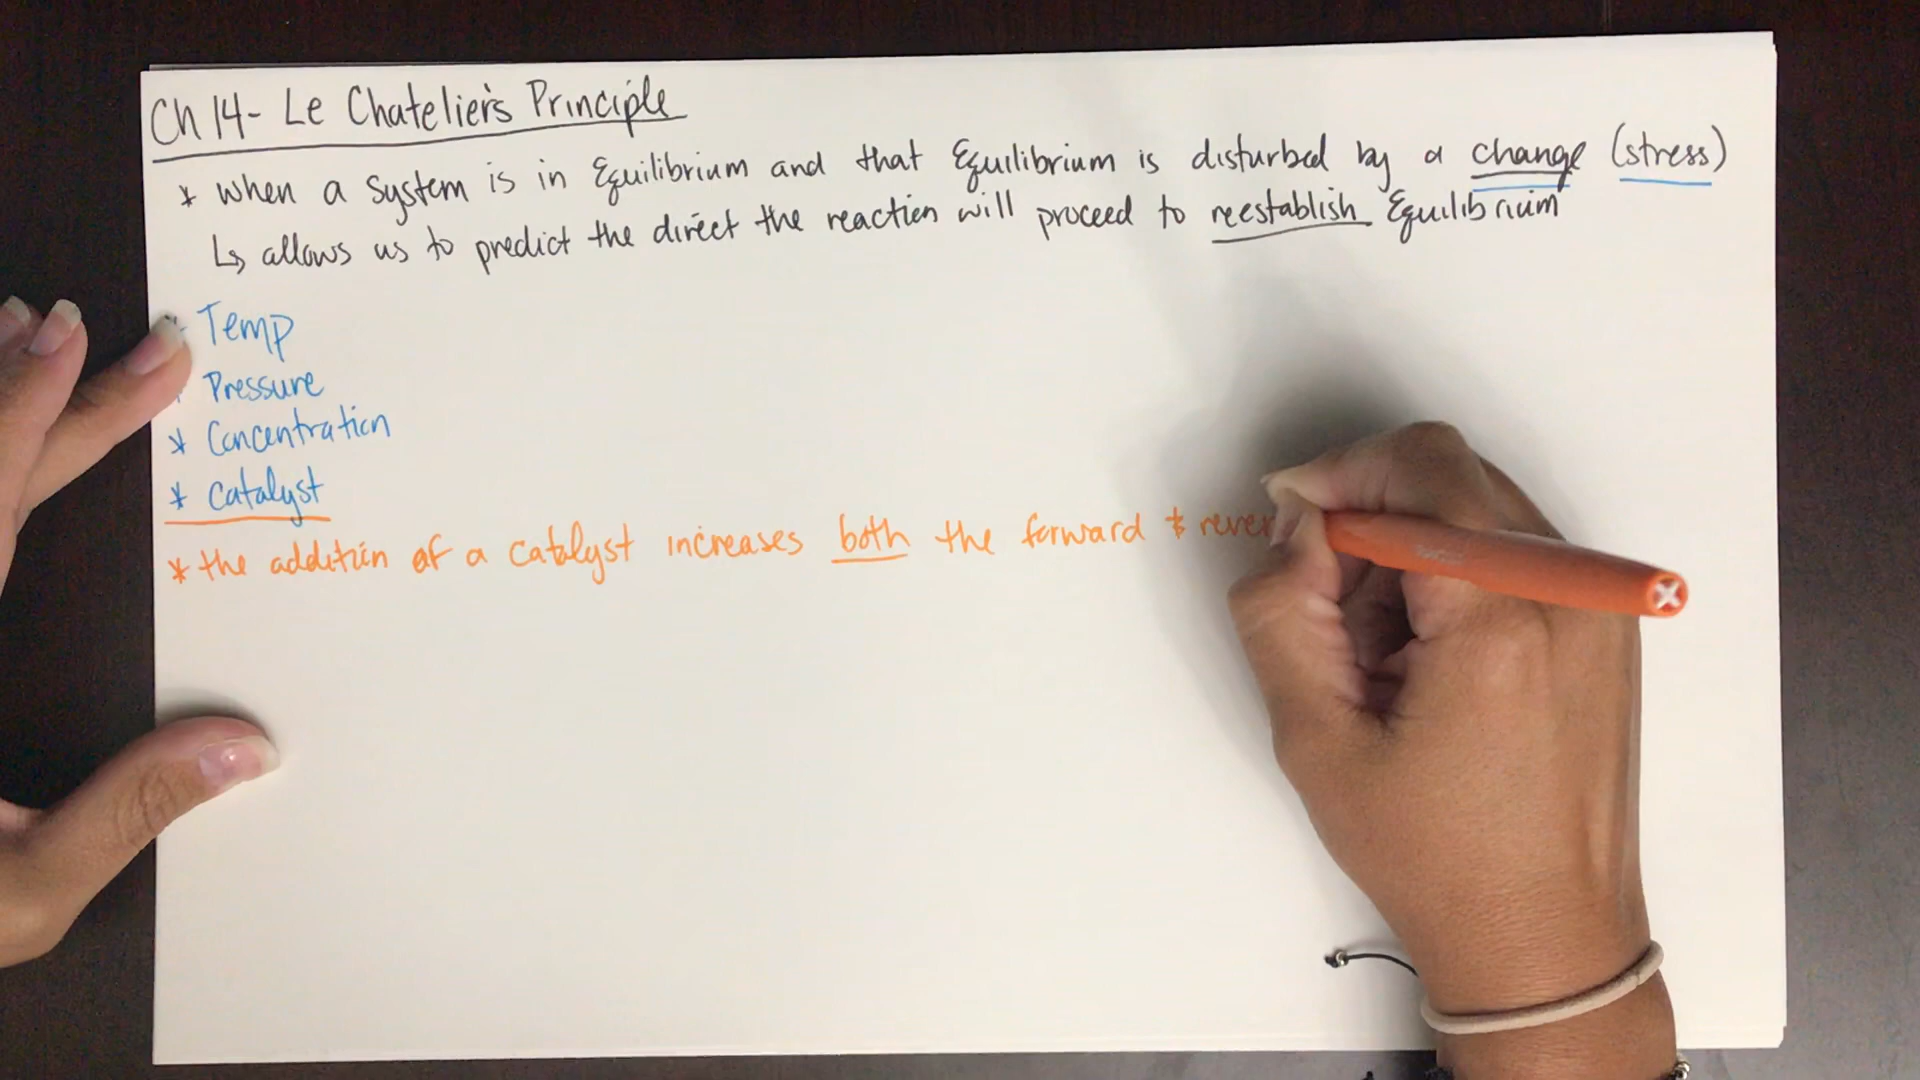 Ch 14- Le Chatelier's Principle
* when a system is in Equilibrium and that Equilibrium is disturbed by a change (stress)
↳ allows us to predict the direct the reaction will proceed to reestablish Equilibrium
Temp
Pressure
* Concentration
* Catalyst
* the addition of a catalyst increases both the forward & rever